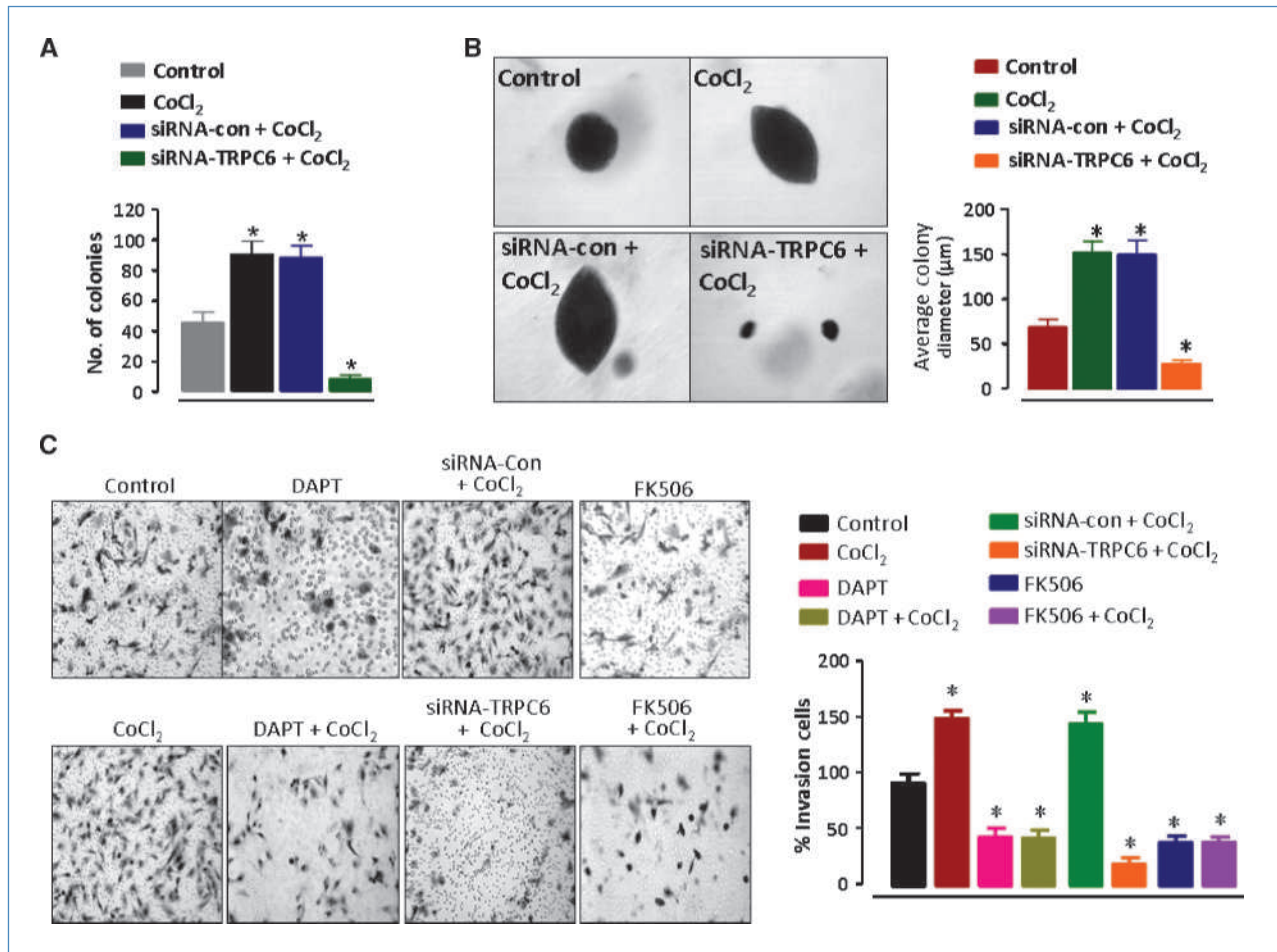 A
Control
CoCl₂
siRNA-con + CoCl₂
siRNA-TRPC6 + CoCl₂
No. of colonies
120
100
80
60
40
20
0
*
*
*
B
Control
CoCl₂
siRNA-con +
CoCl₂
siRNA-TRPC6 +
CoCl₂
Control
CoCl₂
siRNA-con + CoCl₂
siRNA-TRPC6 + CoCl₂
Average colony
diameter (µm)
200
150
100
50
0
*
*
*
C
Control
DAPT
siRNA-Con
+ CoCl₂
FK506
CoCl₂
DAPT + CoCl₂
siRNA-TRPC6
+ CoCl₂
FK506
+ CoCl₂
Control
CoCl₂
DAPT
DAPT + CoCl₂
siRNA-con + CoCl₂
siRNA-TRPC6 + CoCl₂
FK506
FK506 + CoCl₂
% Invasion cells
200
150
100
50
0
*
*
*
*
*
*
*